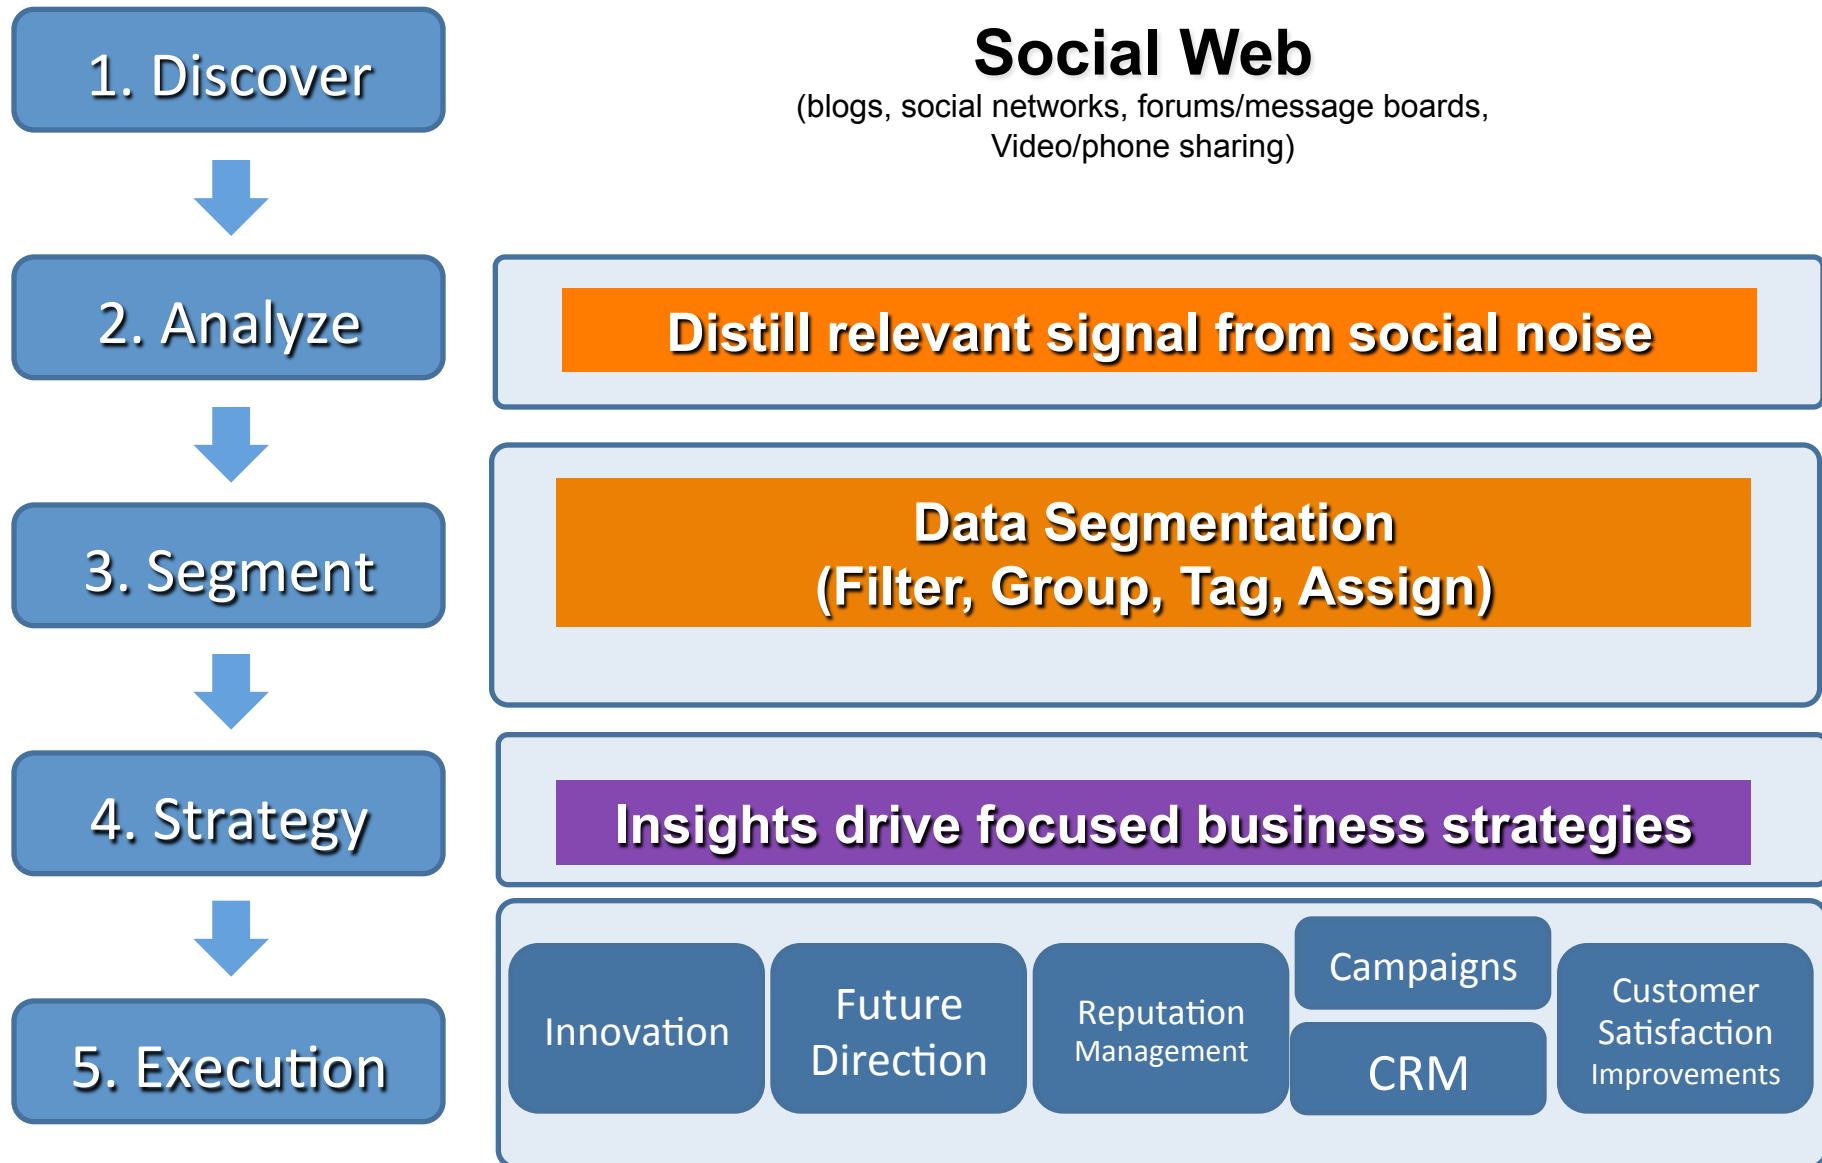 1. Discover
Social Web
(blogs, social networks, forums/message boards,
Video/phone sharing)
2. Analyze
Distill relevant signal from social noise
3. Segment
Data Segmentation
(Filter, Group, Tag, Assign)
4. Strategy
Insights drive focused business strategies
5. Execution
Innovation
Future
Direction
Reputation
Management
Campaigns
CRM
Customer
Satisfaction
Improvements